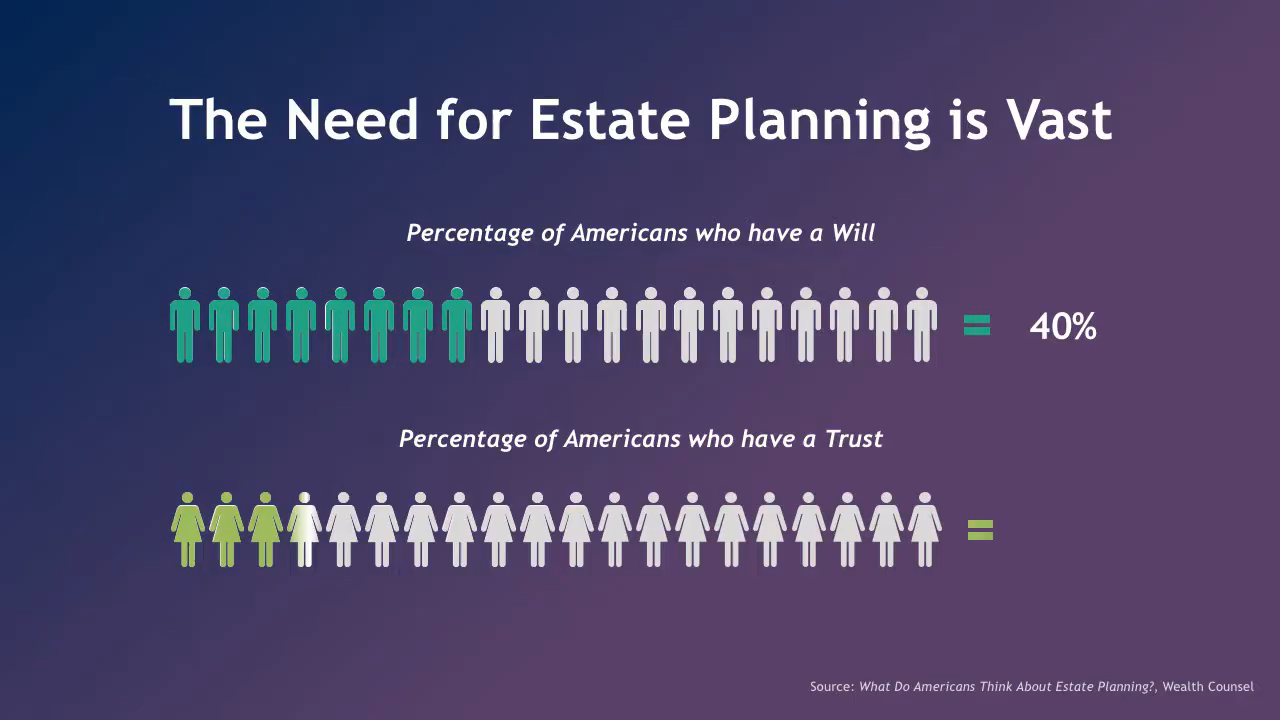 The Need for Estate Planning is Vast
Percentage of Americans who have a Will
= 40%
Percentage of Americans who have a Trust
=
Source: What Do Americans Think About Estate Planning?, Wealth Counsel